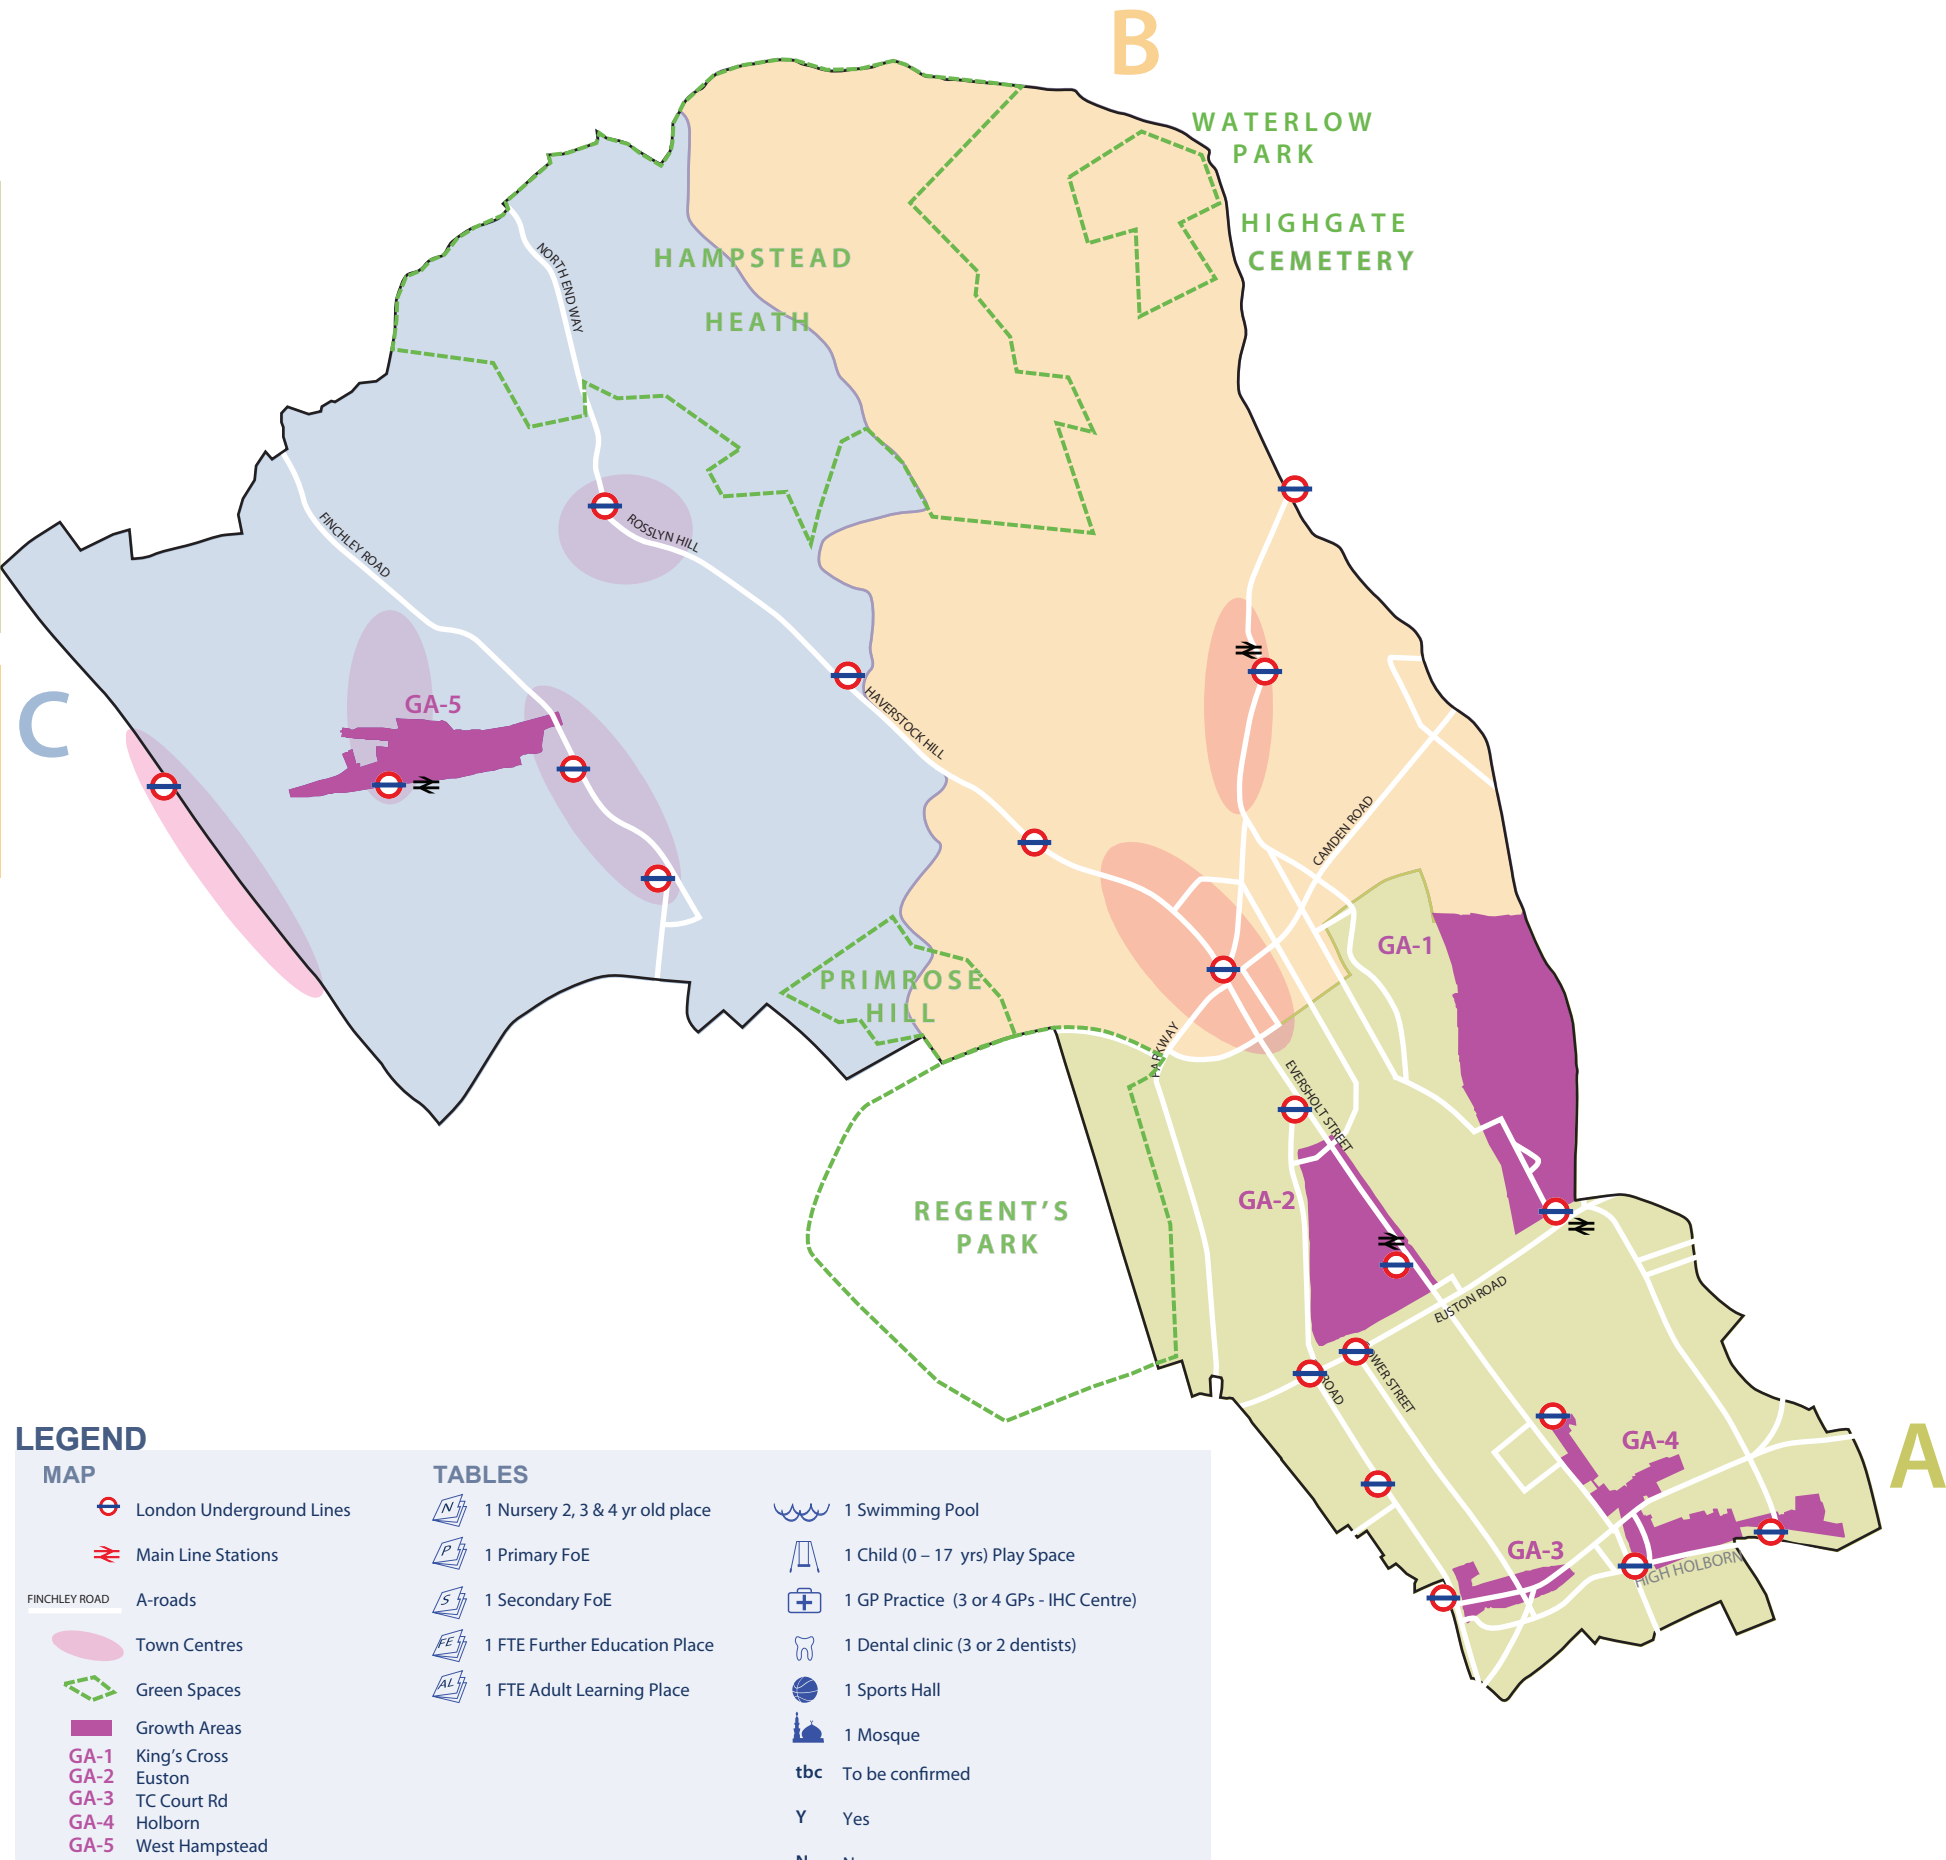 B
WATERLOW
PARK
HIGHGATE
CEMETERY
HAMPSTEAD
HEATH
NORTH END WAY
FINCHLEY ROAD
ROSSLYN HILL
C
GA-5
HAVERSTOCK HILL
CAMDEN ROAD
GA-1
PRIMROSE
HILL
PARKWAY
EVERSHOLT STREET
GA-2
REGENT'S
PARK
EUSTON ROAD
OWER STREET
ROAD
GA-4
A
GA-3
HIGH HOLBORN
LEGEND
MAP
London Underground Lines
Main Line Stations
FINCHLEY ROAD A-roads
Town Centres
Green Spaces
Growth Areas
GA-1 King's Cross
GA-2 Euston
GA-3 TC Court Rd
GA-4 Holborn
GA-5 West Hampstead
TABLES
N 1 Nursery 2, 3 & 4 yr old place
P 1 Primary FoE
S 1 Secondary FoE
FE 1 FTE Further Education Place
AL 1 FTE Adult Learning Place
1 Swimming Pool
1 Child (0 – 17 yrs) Play Space
1 GP Practice (3 or 4 GPs - IHC Centre)
1 Dental clinic (3 or 2 dentists)
1 Sports Hall
1 Mosque
tbc To be confirmed
Y Yes